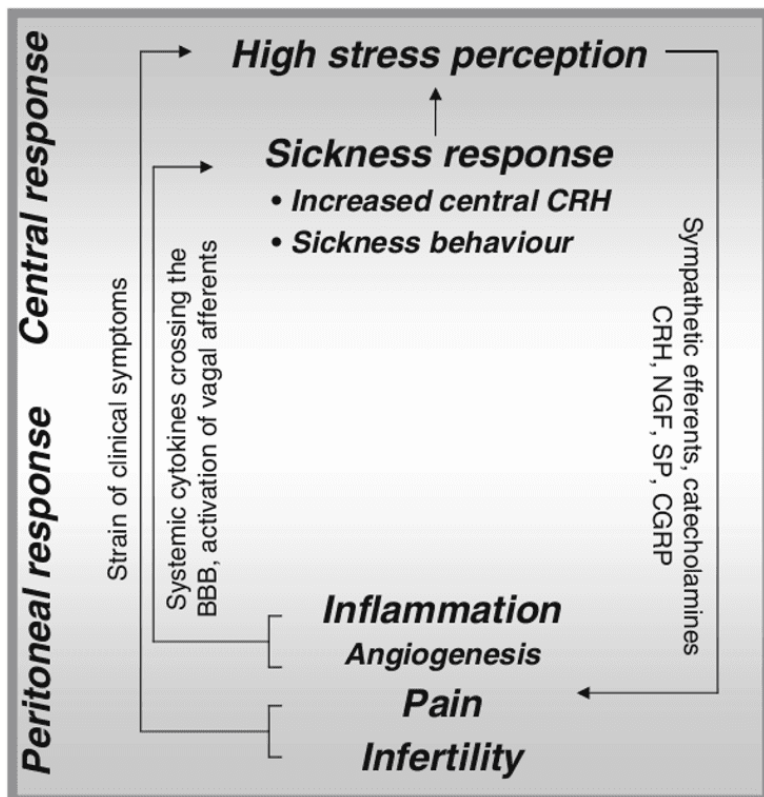 High stress perception
Sickness response
• Increased central CRH
• Sickness behaviour
Central response
Peritoneal response
Strain of clinical symptoms
Systemic cytokines crossing the
BBB, activation of vagal afferents
Sympathetic efferents, catecholamines
CRH, NGF, SP, CGRP
Inflammation
Angiogenesis
Pain
Infertility